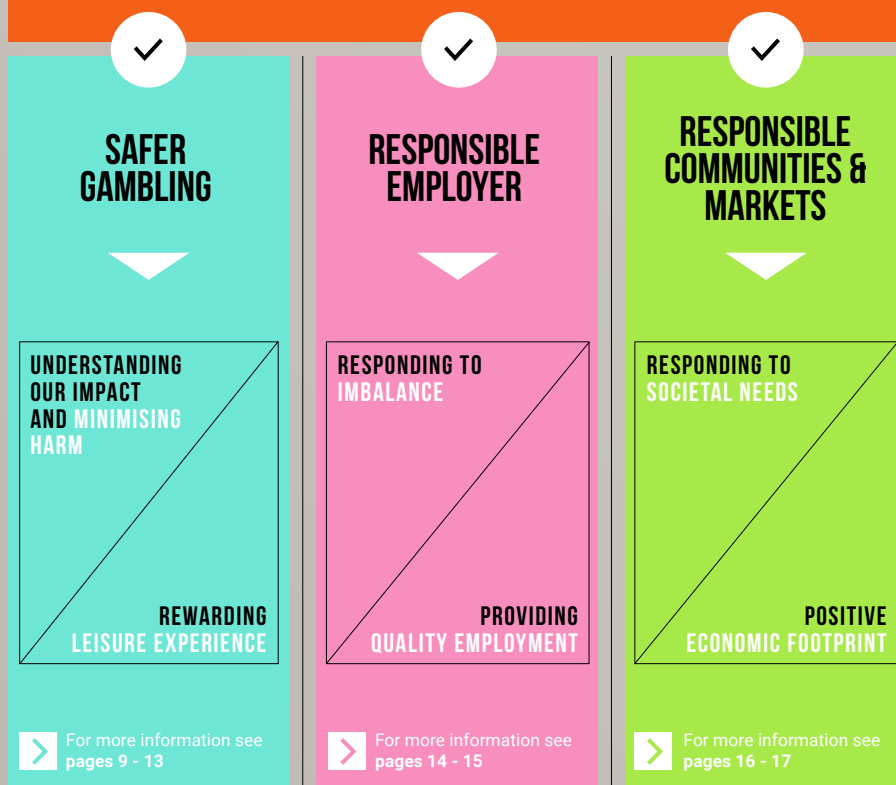 SAFER
GAMBLING
UNDERSTANDING
OUR IMPACT
AND MINIMISING
HARM
REWARDING
LEISURE EXPERIENCE
For more information see
pages 9 - 13
RESPONSIBLE
EMPLOYER
RESPONDING TO
IMBALANCE
PROVIDING
QUALITY EMPLOYMENT
For more information see
pages 14 - 15
RESPONSIBLE
COMMUNITIES &
MARKETS
RESPONDING TO
SOCIETAL NEEDS
POSITIVE
ECONOMIC FOOTPRINT
For more information see
pages 16 - 17